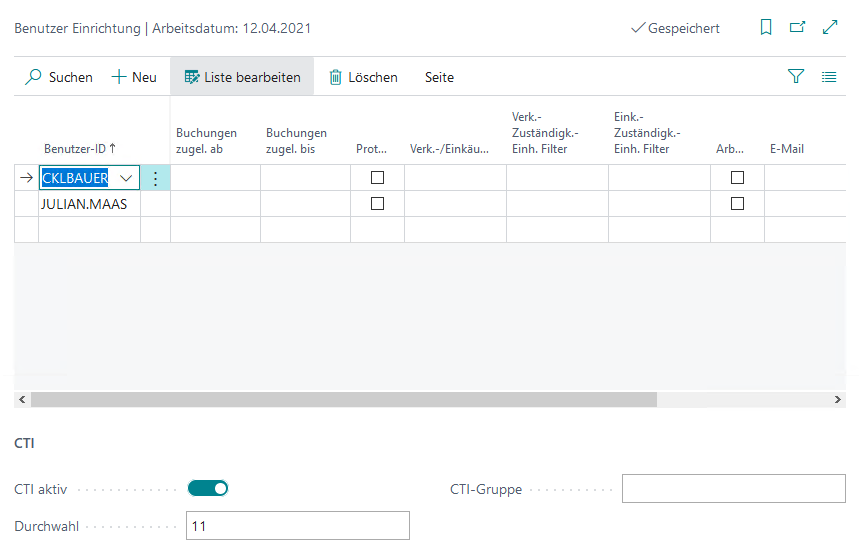 Benutzer Einrichtung | Arbeitsdatum: 12.04.2021
Gespeichert
Suchen
Neu
Liste bearbeiten
Löschen
Seite
Benutzer-ID ↑
Buchungen
zugel. ab
Buchungen
zugel. bis
Prot...
Verk.-/Einkäu...
Verk.-
Zuständigk.-
Einh. Filter
Eink.-
Zuständigk.-
Einh. Filter
Arb...
E-Mail
CKLBAUER
JULIAN.MAAS
CTI
CTI aktiv
CTI-Gruppe
Durchwahl
11